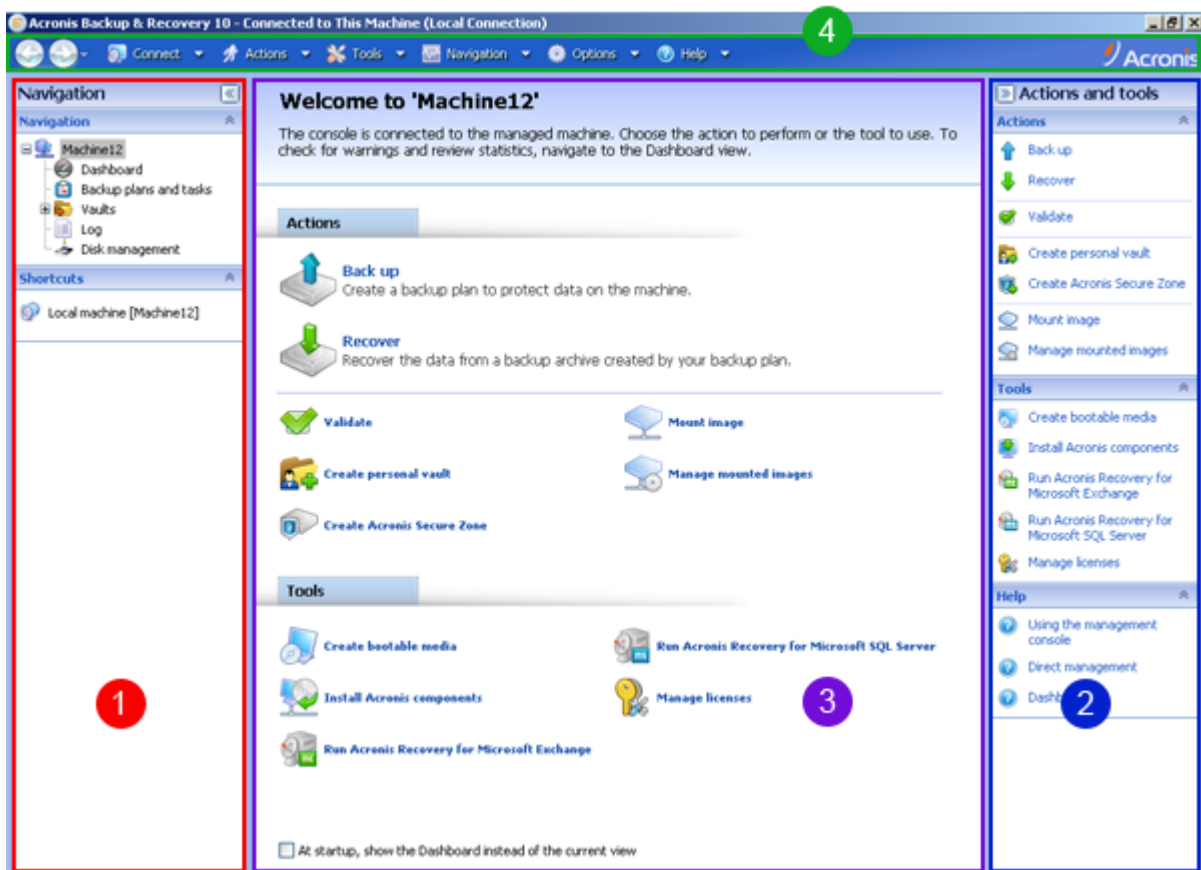 Acronis Backup & Recovery 10 - Connected to This Machine (Local Connection)
4
Connect
Actions
Tools
Navigation
Options
Help
Acronis
Navigation
Navigation
Machine12
Dashboard
Backup plans and tasks
Vaults
Log
Disk management
Shortcuts
Local machine [Machine12]
1
Welcome to 'Machine12'
The console is connected to the managed machine. Choose the action to perform or the tool to use. To
check for warnings and review statistics, navigate to the Dashboard view.
Actions
Back up
Create a backup plan to protect data on the machine.
Recover
Recover the data from a backup archive created by your backup plan.
Validate
Mount image
Create personal vault
Manage mounted images
Create Acronis Secure Zone
Tools
Create bootable media
Run Acronis Recovery for Microsoft SQL Server
Install Acronis components
Manage licenses
3
Run Acronis Recovery for Microsoft Exchange
At startup, show the Dashboard instead of the current view
Actions and tools
Actions
Back up
Recover
Validate
Create personal vault
Create Acronis Secure Zone
Mount image
Manage mounted images
Tools
Create bootable media
Install Acronis components
Run Acronis Recovery for
Microsoft Exchange
Run Acronis Recovery for
Microsoft SQL Server
Manage licenses
Help
Using the management
console
Direct management
2